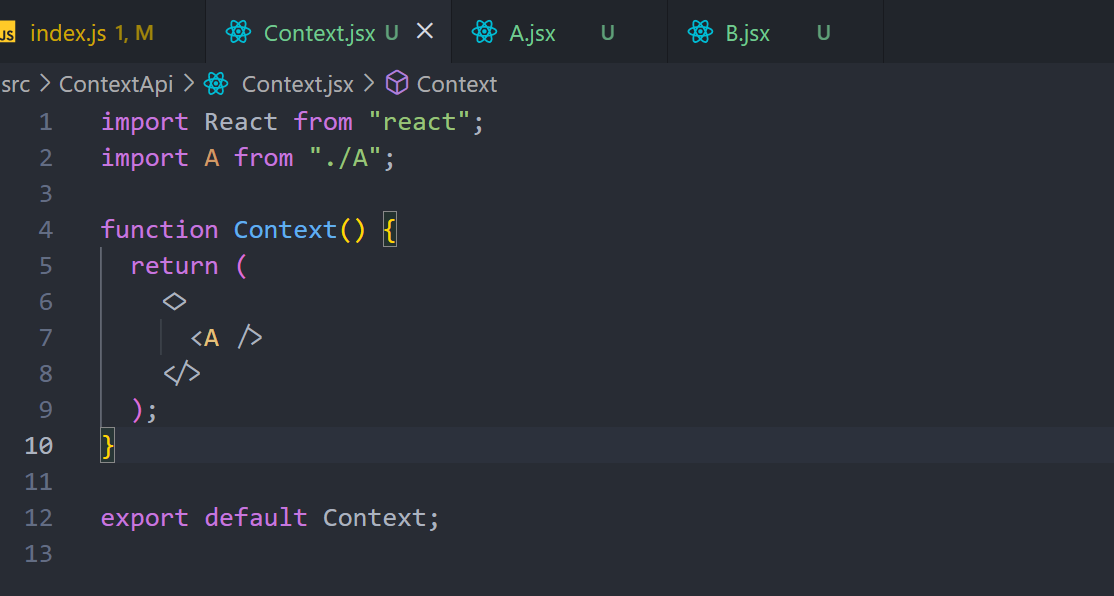 JS index.js 1, M Context.jsx U A.jsx U B.jsx U
src > ContextApi > Context.jsx > Context
1 import React from "react";
2 import A from "./A";
3
4 function Context() {
5   return (
6     <>
7       <A />
8     </>
9   );
10 }
11
12 export default Context;
13